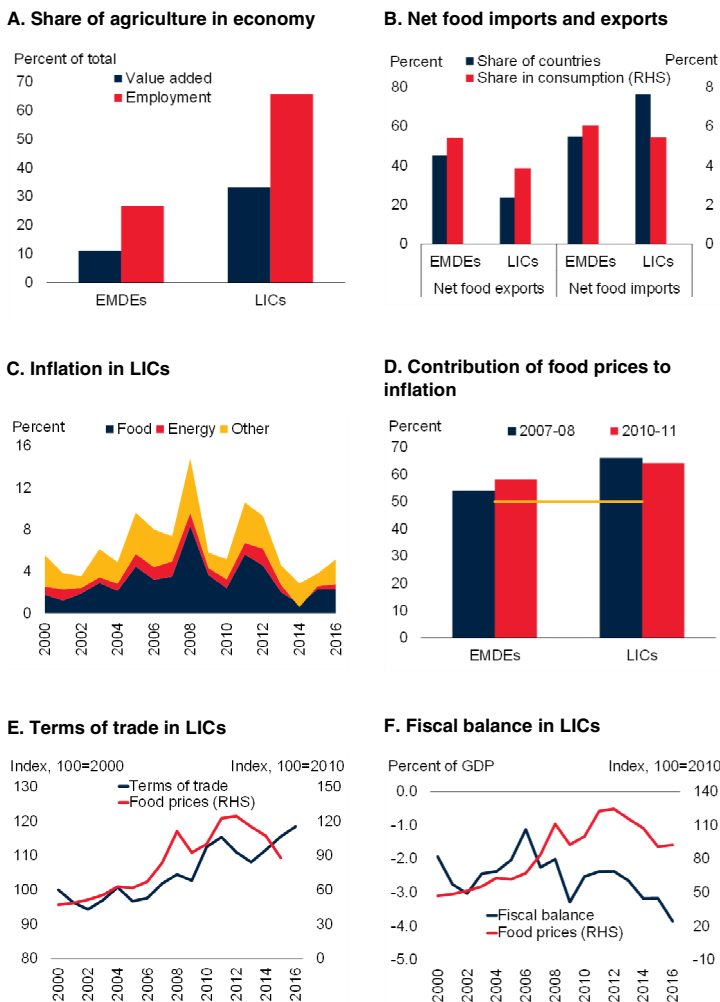 A. Share of agriculture in economy
Percent of total
Value added
Employment
70
60
50
40
30
20
10
0
EMDEs LICs
B. Net food imports and exports
Percent Percent
Share of countries
Share in consumption (RHS)
80 8
60 6
40 4
20 2
0 0
EMDEs LICs EMDEs LICs
Net food exports Net food imports
C. Inflation in LICs
Percent Food Energy Other
16
12
8
4
0
2000 2002 2004 2006 2008 2010 2012 2014 2016
D. Contribution of food prices to
inflation
Percent 2007-08 2010-11
70
60
50
40
30
20
10
0
EMDEs LICs
E. Terms of trade in LICs
Index, 100=2000 Index, 100=2010
Terms of trade
Food prices (RHS)
130 150
120 120
110 90
100 60
90 30
80 0
2000 2002 2004 2006 2008 2010 2012 2014 2016
F. Fiscal balance in LICs
Percent of GDP Index, 100=2010
0.0 140
-1.0 110
-2.0 80
-3.0 50
-4.0 20
-5.0 -10
Fiscal balance
Food prices (RHS)
2000 2002 2004 2006 2008 2010 2012 2014 2016